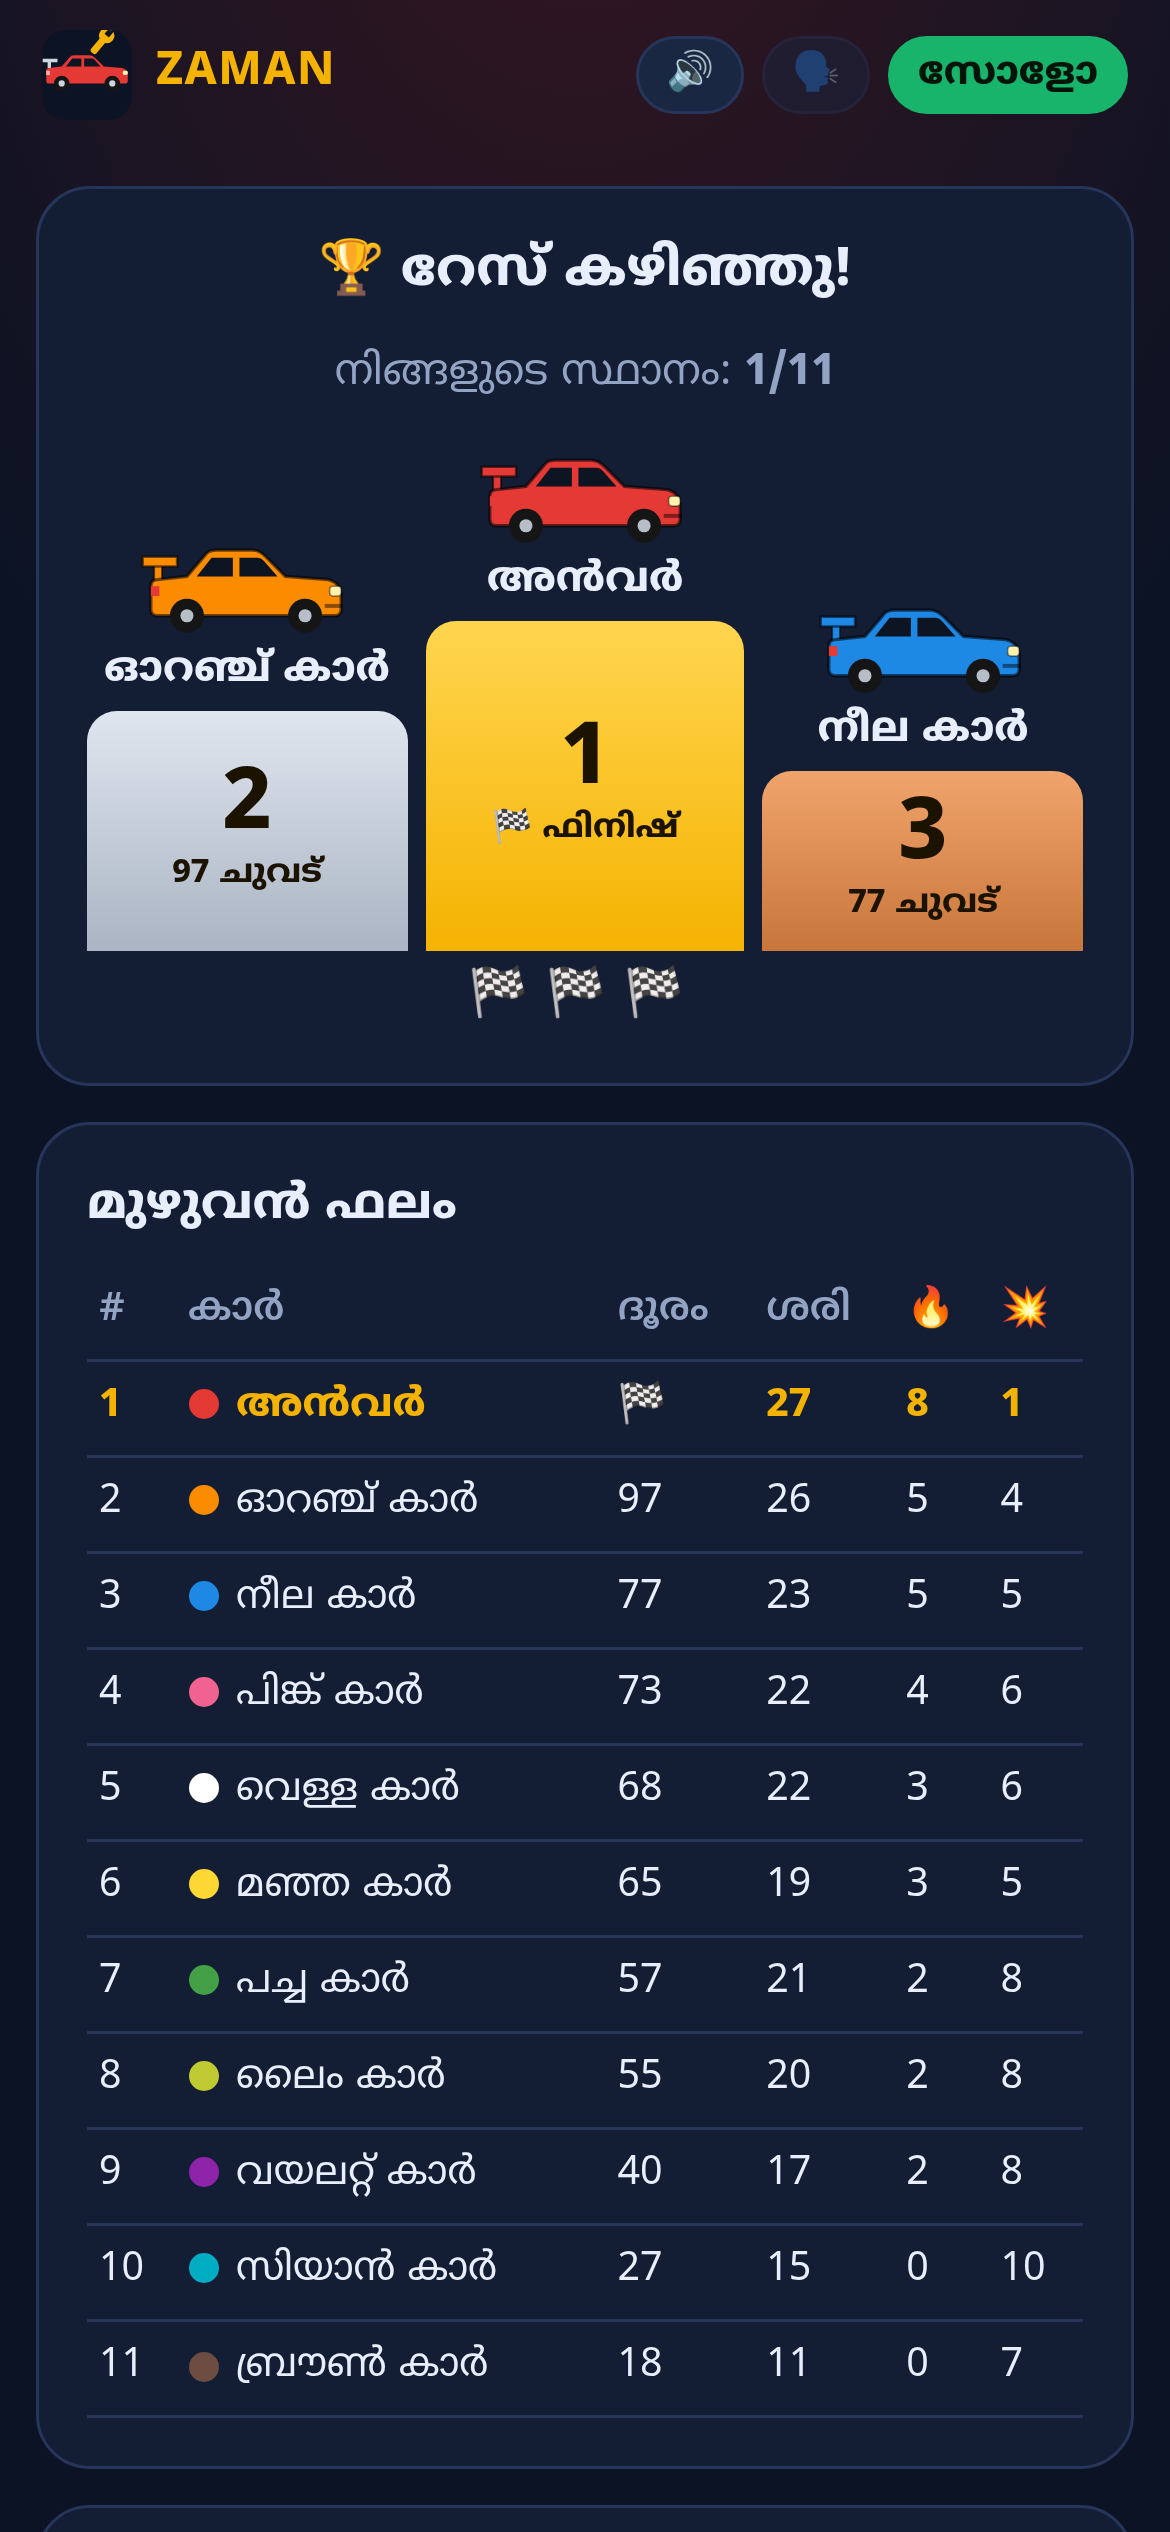 ZAMAN
സോളോ
റേസ് കഴിഞ്ഞു!
നിങ്ങളുടെ സ്ഥാനം: 1/11
അൻവർ
ഓറഞ്ച് കാർ
നീല കാർ
1
ഫിനിഷ്
2
97 ചുവട്
3
77 ചുവട്
മുഴുവൻ ഫലം
# കാർ ദൂരം ശരി
1 അൻവർ 27 8 1
2 ഓറഞ്ച് കാർ 97 26 5 4
3 നീല കാർ 77 23 5 5
4 പിങ്ക് കാർ 73 22 4 6
5 വെള്ള കാർ 68 22 3 6
6 മഞ്ഞ കാർ 65 19 3 5
7 പച്ച കാർ 57 21 2 8
8 ലൈം കാർ 55 20 2 8
9 വയലറ്റ് കാർ 40 17 2 8
10 സിയാൻ കാർ 27 15 0 10
11 ബ്രൗൺ കാർ 18 11 0 7